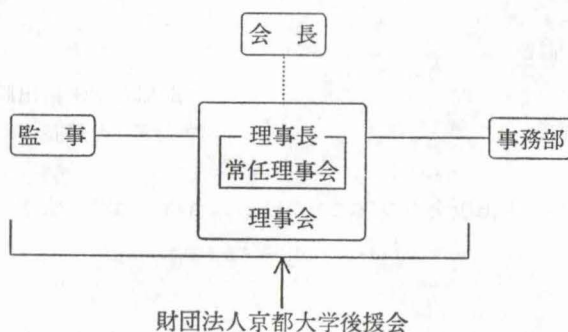 会 長
監 事
理事長
常任理事会
理事会
事務部
財団法人京都大学後援会